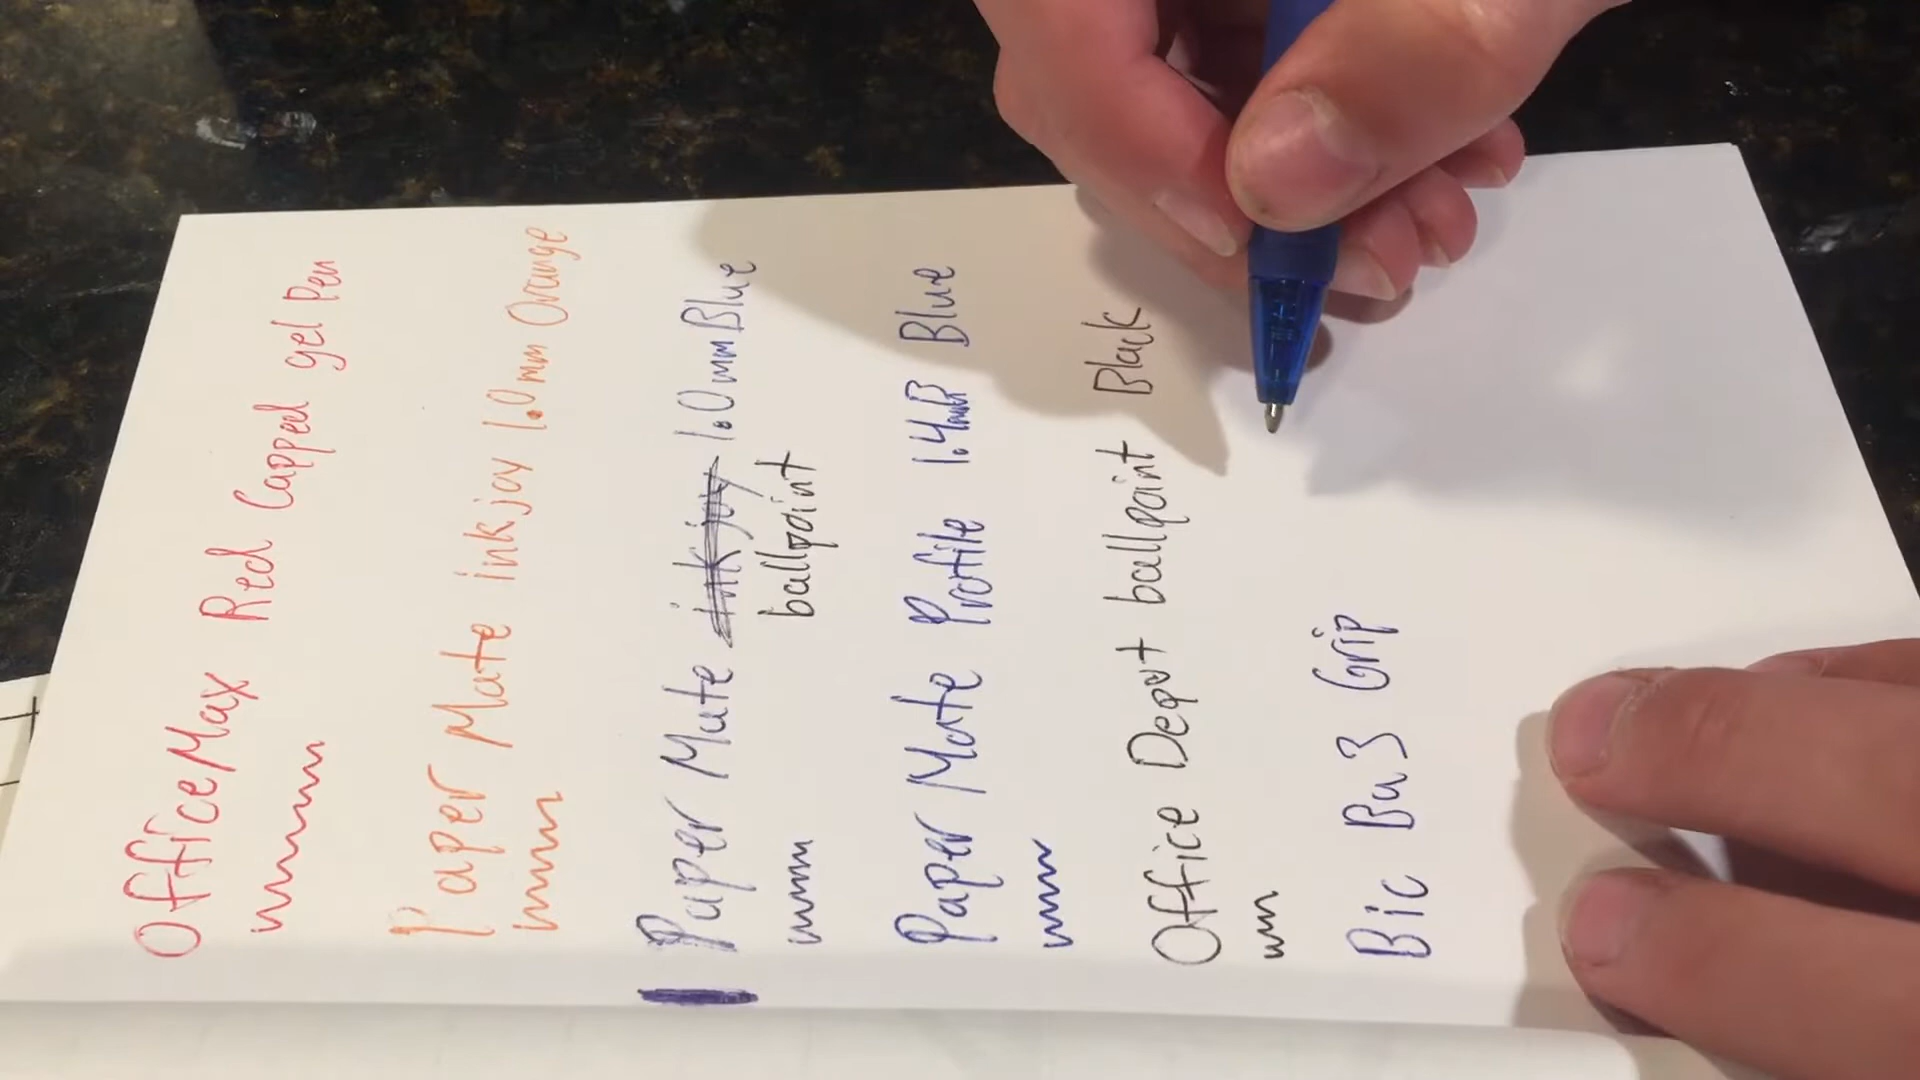 OfficeMax Red Capped gel Pen
Paper Mate inkjoy 1.0mm Orange
Paper Mate inkjoy 1.0mm Blue
ballpoint
Paper Mate Profile 1.4mB Blue
Office Depot ballpoint Black
Bic Bu3 Grip